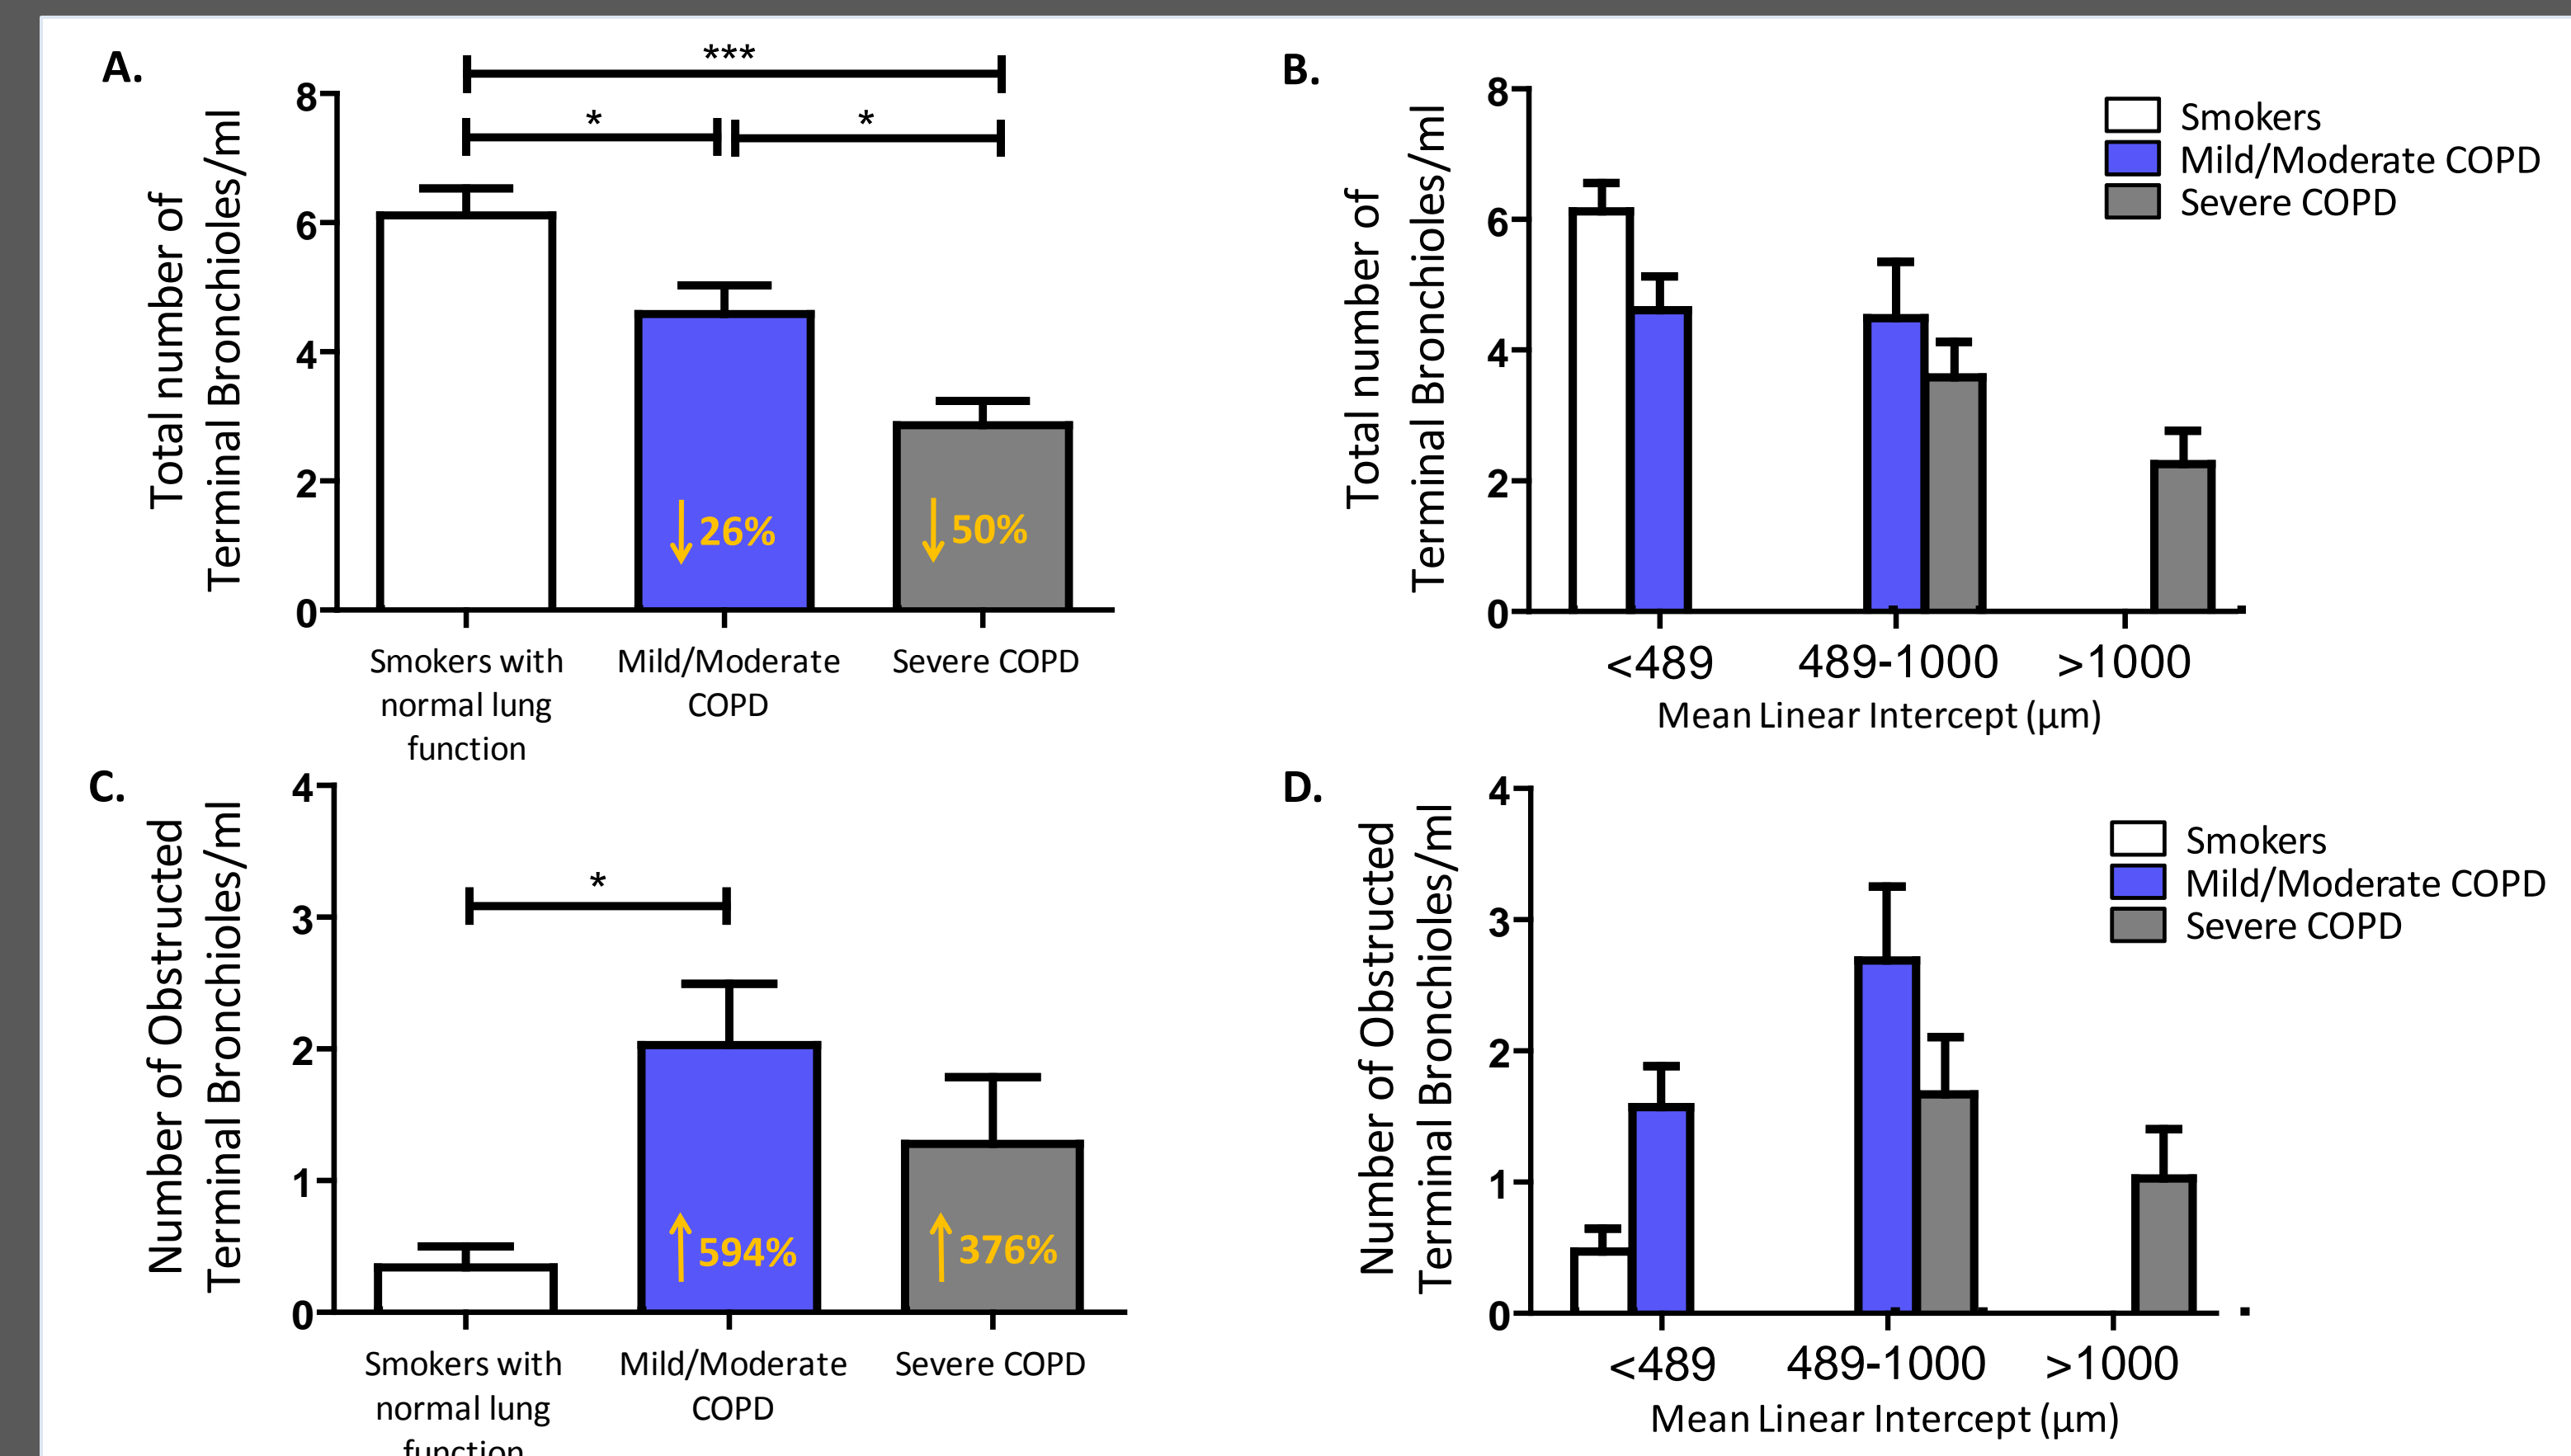 A.
***
*
*
8
6
4
2
0
Total number of
Terminal Bronchioles/ml
↓26%
↓50%
Smokers with
normal lung
function
Mild/Moderate
COPD
Severe COPD
B.
8
6
4
2
0
Total number of
Terminal Bronchioles/ml
Smokers
Mild/Moderate COPD
Severe COPD
<489
489-1000
>1000
Mean Linear Intercept (µm)
C.
*
4
3
2
1
0
Number of Obstructed
Terminal Bronchioles/ml
↑594%
↑376%
Smokers with
normal lung
function
Mild/Moderate
COPD
Severe COPD
D.
4
3
2
1
0
Number of Obstructed
Terminal Bronchioles/ml
Smokers
Mild/Moderate COPD
Severe COPD
<489
489-1000
>1000
Mean Linear Intercept (µm)